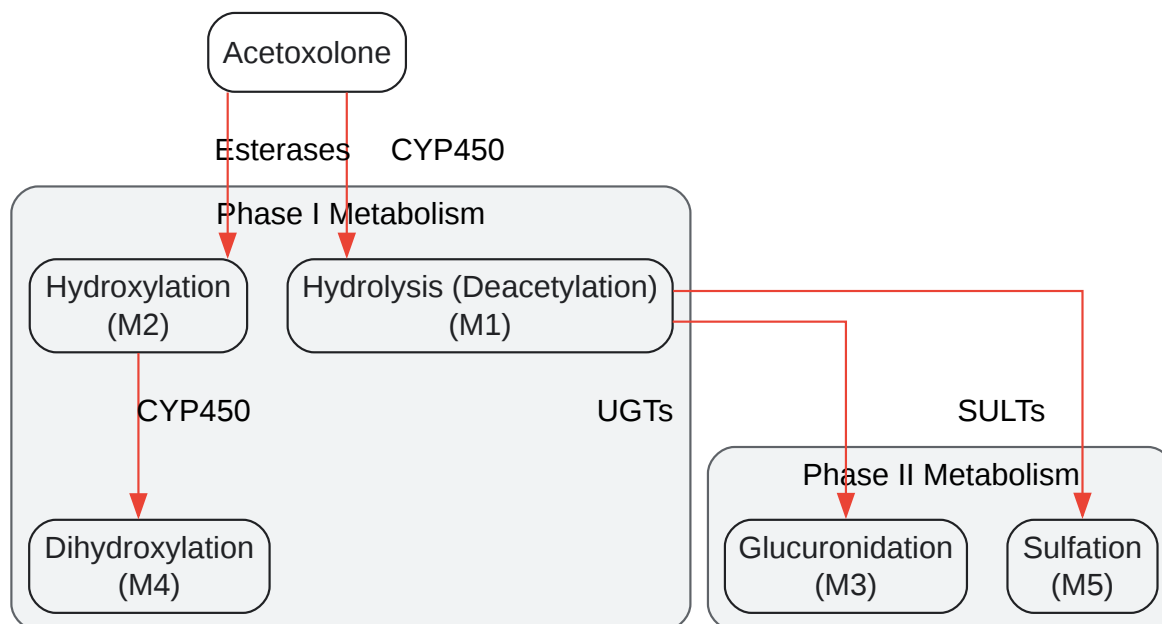 Acetoxolone
Esterases
CYP450
Phase I Metabolism
Hydroxylation
(M2)
Hydrolysis (Deacetylation)
(M1)
CYP450
UGTs
SULTs
Phase II Metabolism
Dihydroxylation
(M4)
Glucuronidation
(M3)
Sulfation
(M5)